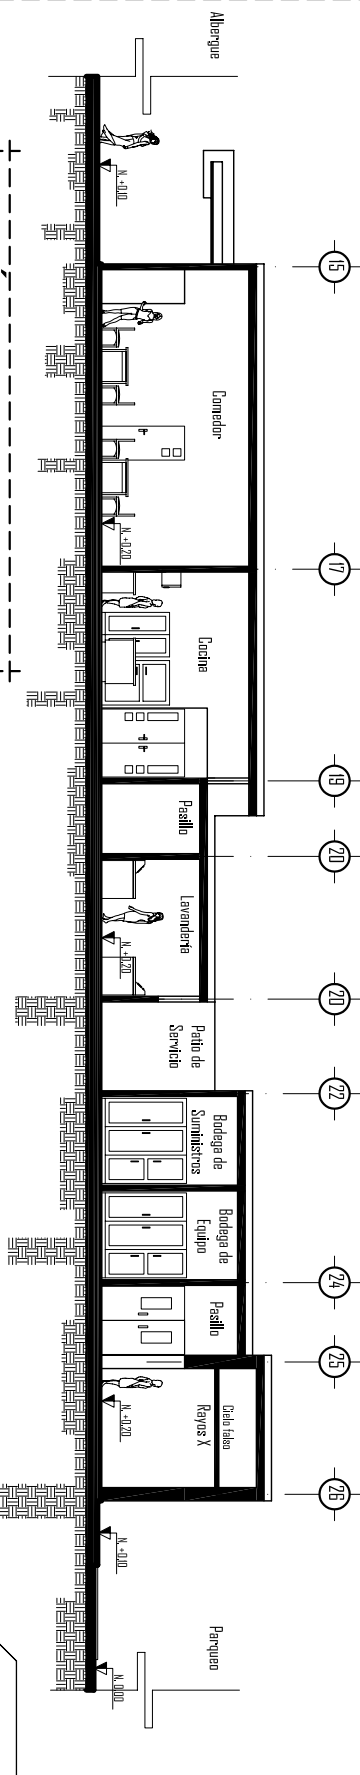 Albergue
N. +0.10
15
Comedor
N. +0.20
17
Cocina
19
Pasillo
20
Lavandería
N. +0.20
20
Patio de
Servicio
22
Bodega de
Suministros
Bodega de
Equipo
24
Pasillo
25
Cielo falso
Rayos X
N. +0.20
26
N. +0.10
Parqueo
N. 0.00